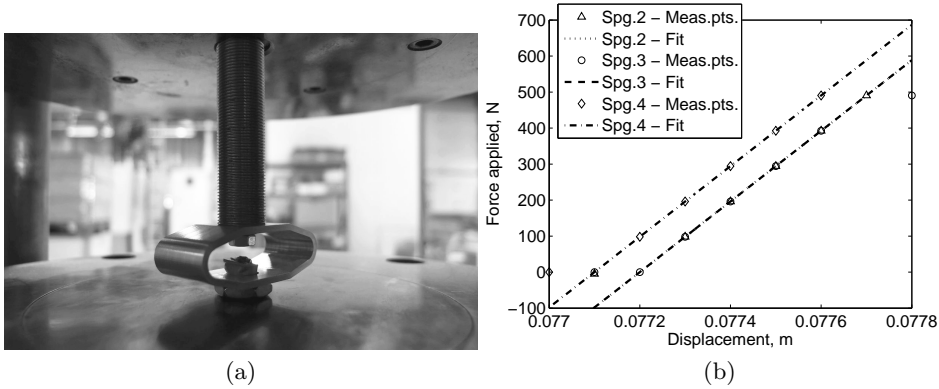 Spg.2 − Meas.pts.
Spg.2 − Fit
Spg.3 − Meas.pts.
Spg.3 − Fit
Spg.4 − Meas.pts.
Spg.4 − Fit
700
600
500
400
300
200
100
0
−100
Force applied, N
0.077
0.0772
0.0774
0.0776
0.0778
Displacement, m
(a)
(b)